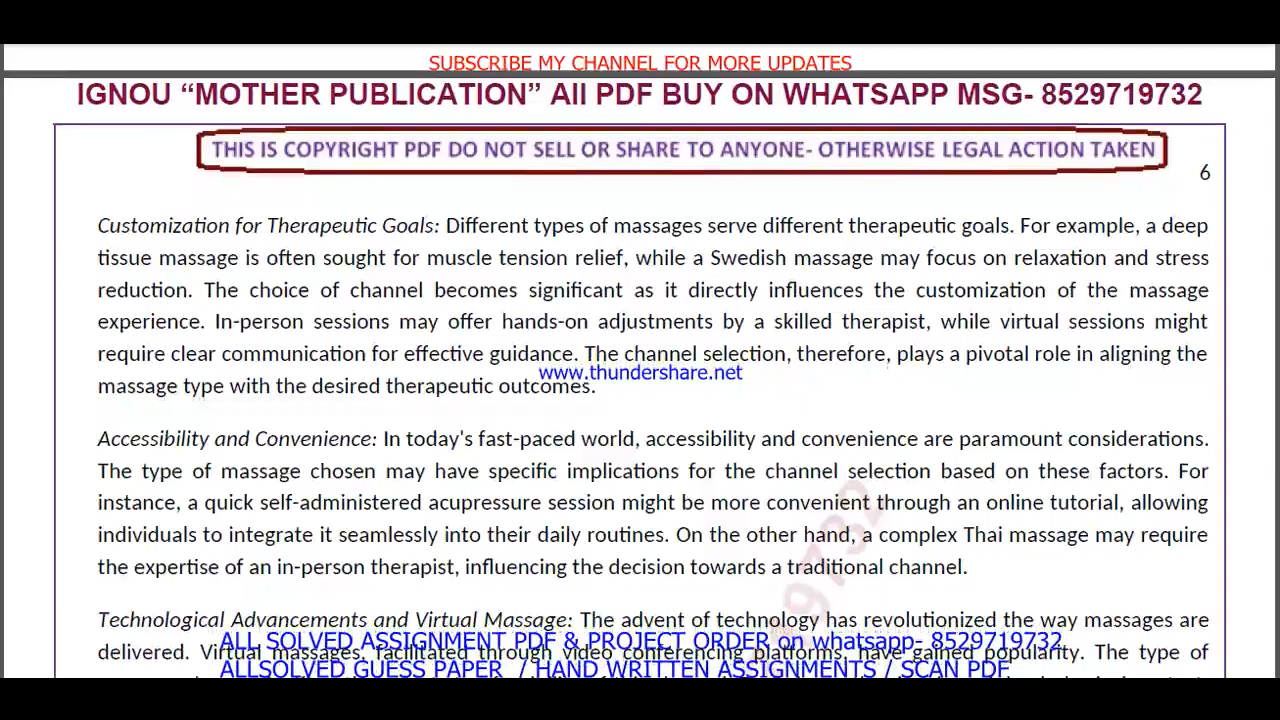 SUBSCRIBE MY CHANNEL FOR MORE UPDATES
IGNOU “MOTHER PUBLICATION” All PDF BUY ON WHATSAPP MSG- 8529719732
THIS IS COPYRIGHT PDF DO NOT SELL OR SHARE TO ANYONE- OTHERWISE LEGAL ACTION TAKEN
6
Customization for Therapeutic Goals: Different types of massages serve different therapeutic goals. For example, a deep
tissue massage is often sought for muscle tension relief, while a Swedish massage may focus on relaxation and stress
reduction. The choice of channel becomes significant as it directly influences the customization of the massage
experience. In-person sessions may offer hands-on adjustments by a skilled therapist, while virtual sessions might
require clear communication for effective guidance. The channel selection, therefore, plays a pivotal role in aligning the
www.thundershare.net
massage type with the desired therapeutic outcomes.
Accessibility and Convenience: In today's fast-paced world, accessibility and convenience are paramount considerations.
The type of massage chosen may have specific implications for the channel selection based on these factors. For
instance, a quick self-administered acupressure session might be more convenient through an online tutorial, allowing
individuals to integrate it seamlessly into their daily routines. On the other hand, a complex Thai massage may require
the expertise of an in-person therapist, influencing the decision towards a traditional channel.
9732
Technological Advancements and Virtual Massage: The advent of technology has revolutionized the way massages are
ALL SOLVED ASSIGNMENT PDF & PROJECT ORDER on whatsapp- 8529719732
delivered. Virtual massages, facilitated through video conferencing platforms, have gained popularity. The type of
ALLSOLVED GUESS PAPER / HAND WRITTEN ASSIGNMENTS / SCAN PDF